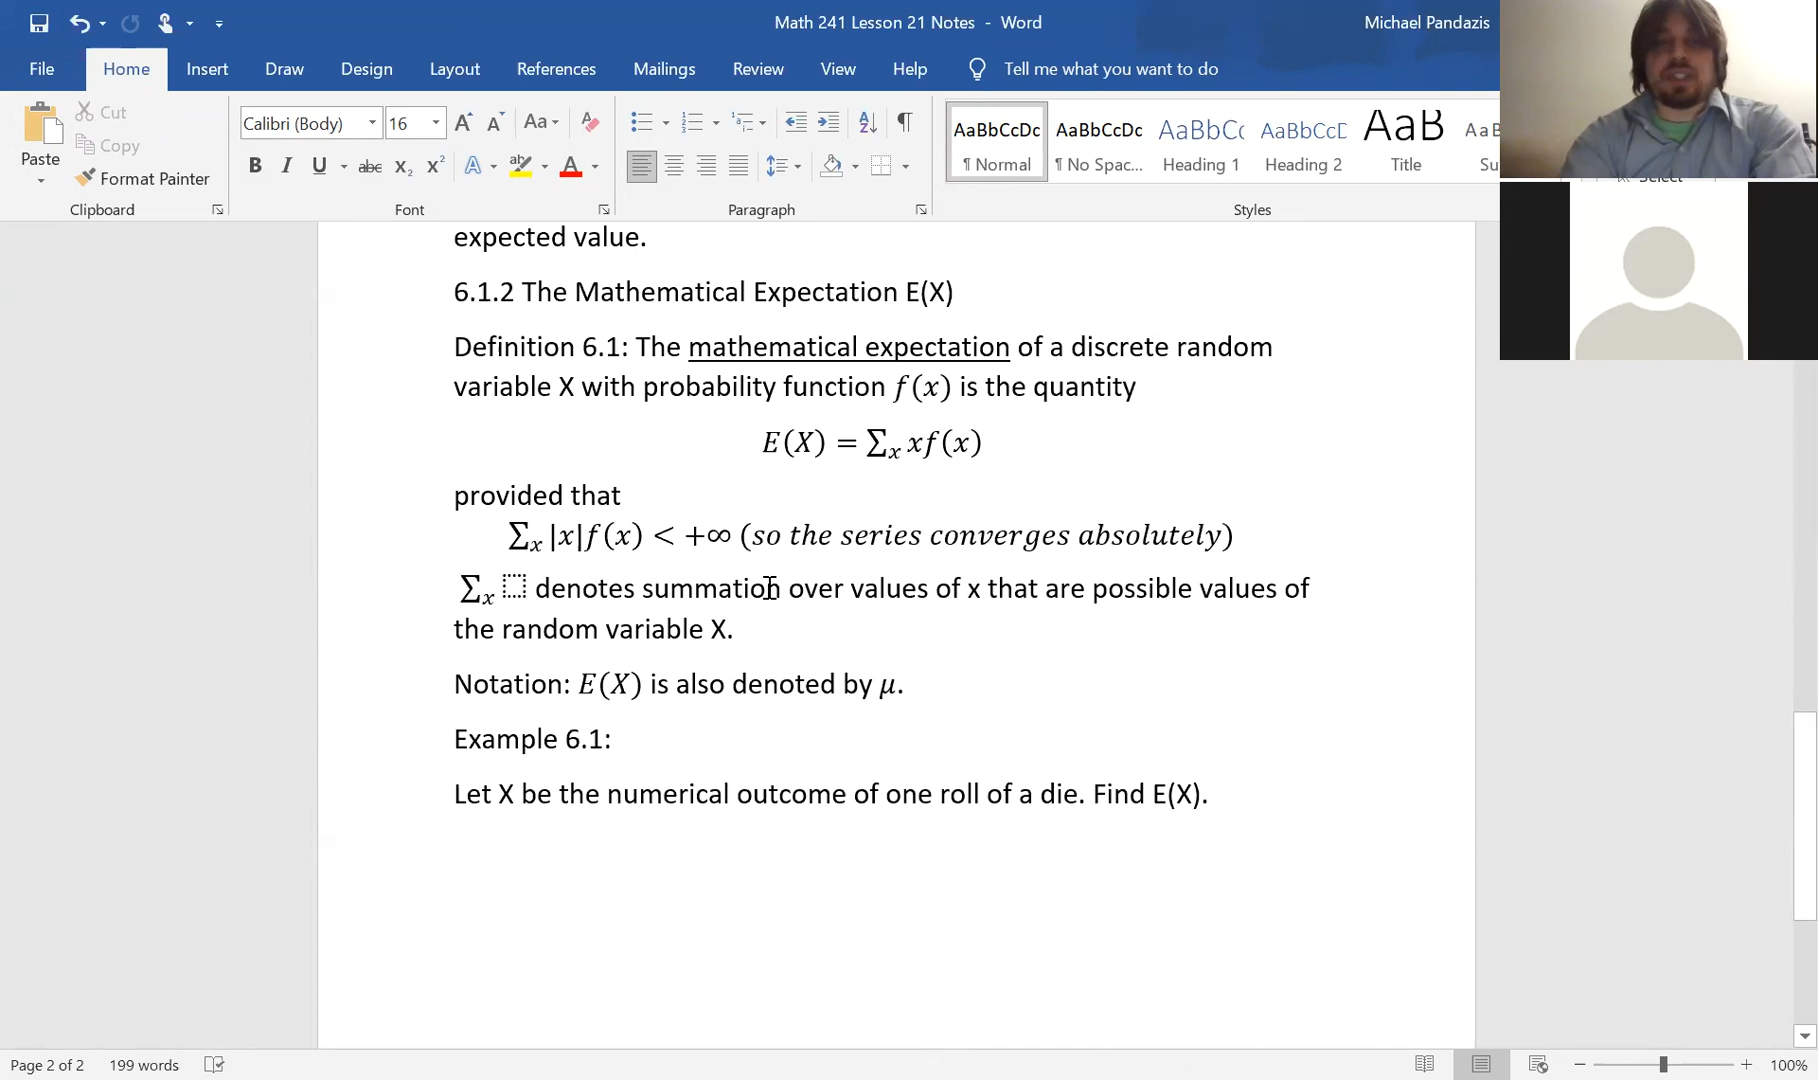 Math 241 Lesson 21 Notes - Word
Michael Pandazis
File Home Insert Draw Design Layout References Mailings Review View Help Tell me what you want to do
Paste
Cut
Copy
Format Painter
Clipboard
Calibri (Body) 16
Font
Paragraph
AaBbCcDc AaBbCcDc AaBbCc AaBbCcE AaB
¶ Normal ¶ No Spac... Heading 1 Heading 2 Title
Styles
Select
expected value.
6.1.2 The Mathematical Expectation E(X)
Definition 6.1: The mathematical expectation of a discrete random
variable X with probability function f(x) is the quantity
E(X) = ∑ₓ xf(x)
provided that
∑ₓ |x|f(x) < +∞ (so the series converges absolutely)
∑ₓ ⬚ denotes summation over values of x that are possible values of
the random variable X.
Notation: E(X) is also denoted by μ.
Example 6.1:
Let X be the numerical outcome of one roll of a die. Find E(X).
Page 2 of 2 199 words
100%